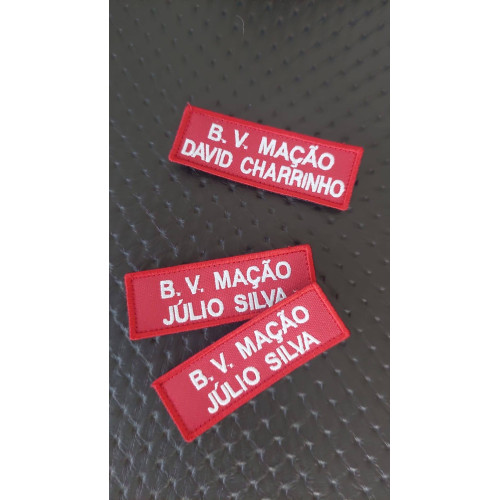 B. V. MAÇÃO
DAVID CHARRINHO
B. V. MAÇÃO
JÚLIO SILVA
B. V. MAÇÃO
JÚLIO SILVA